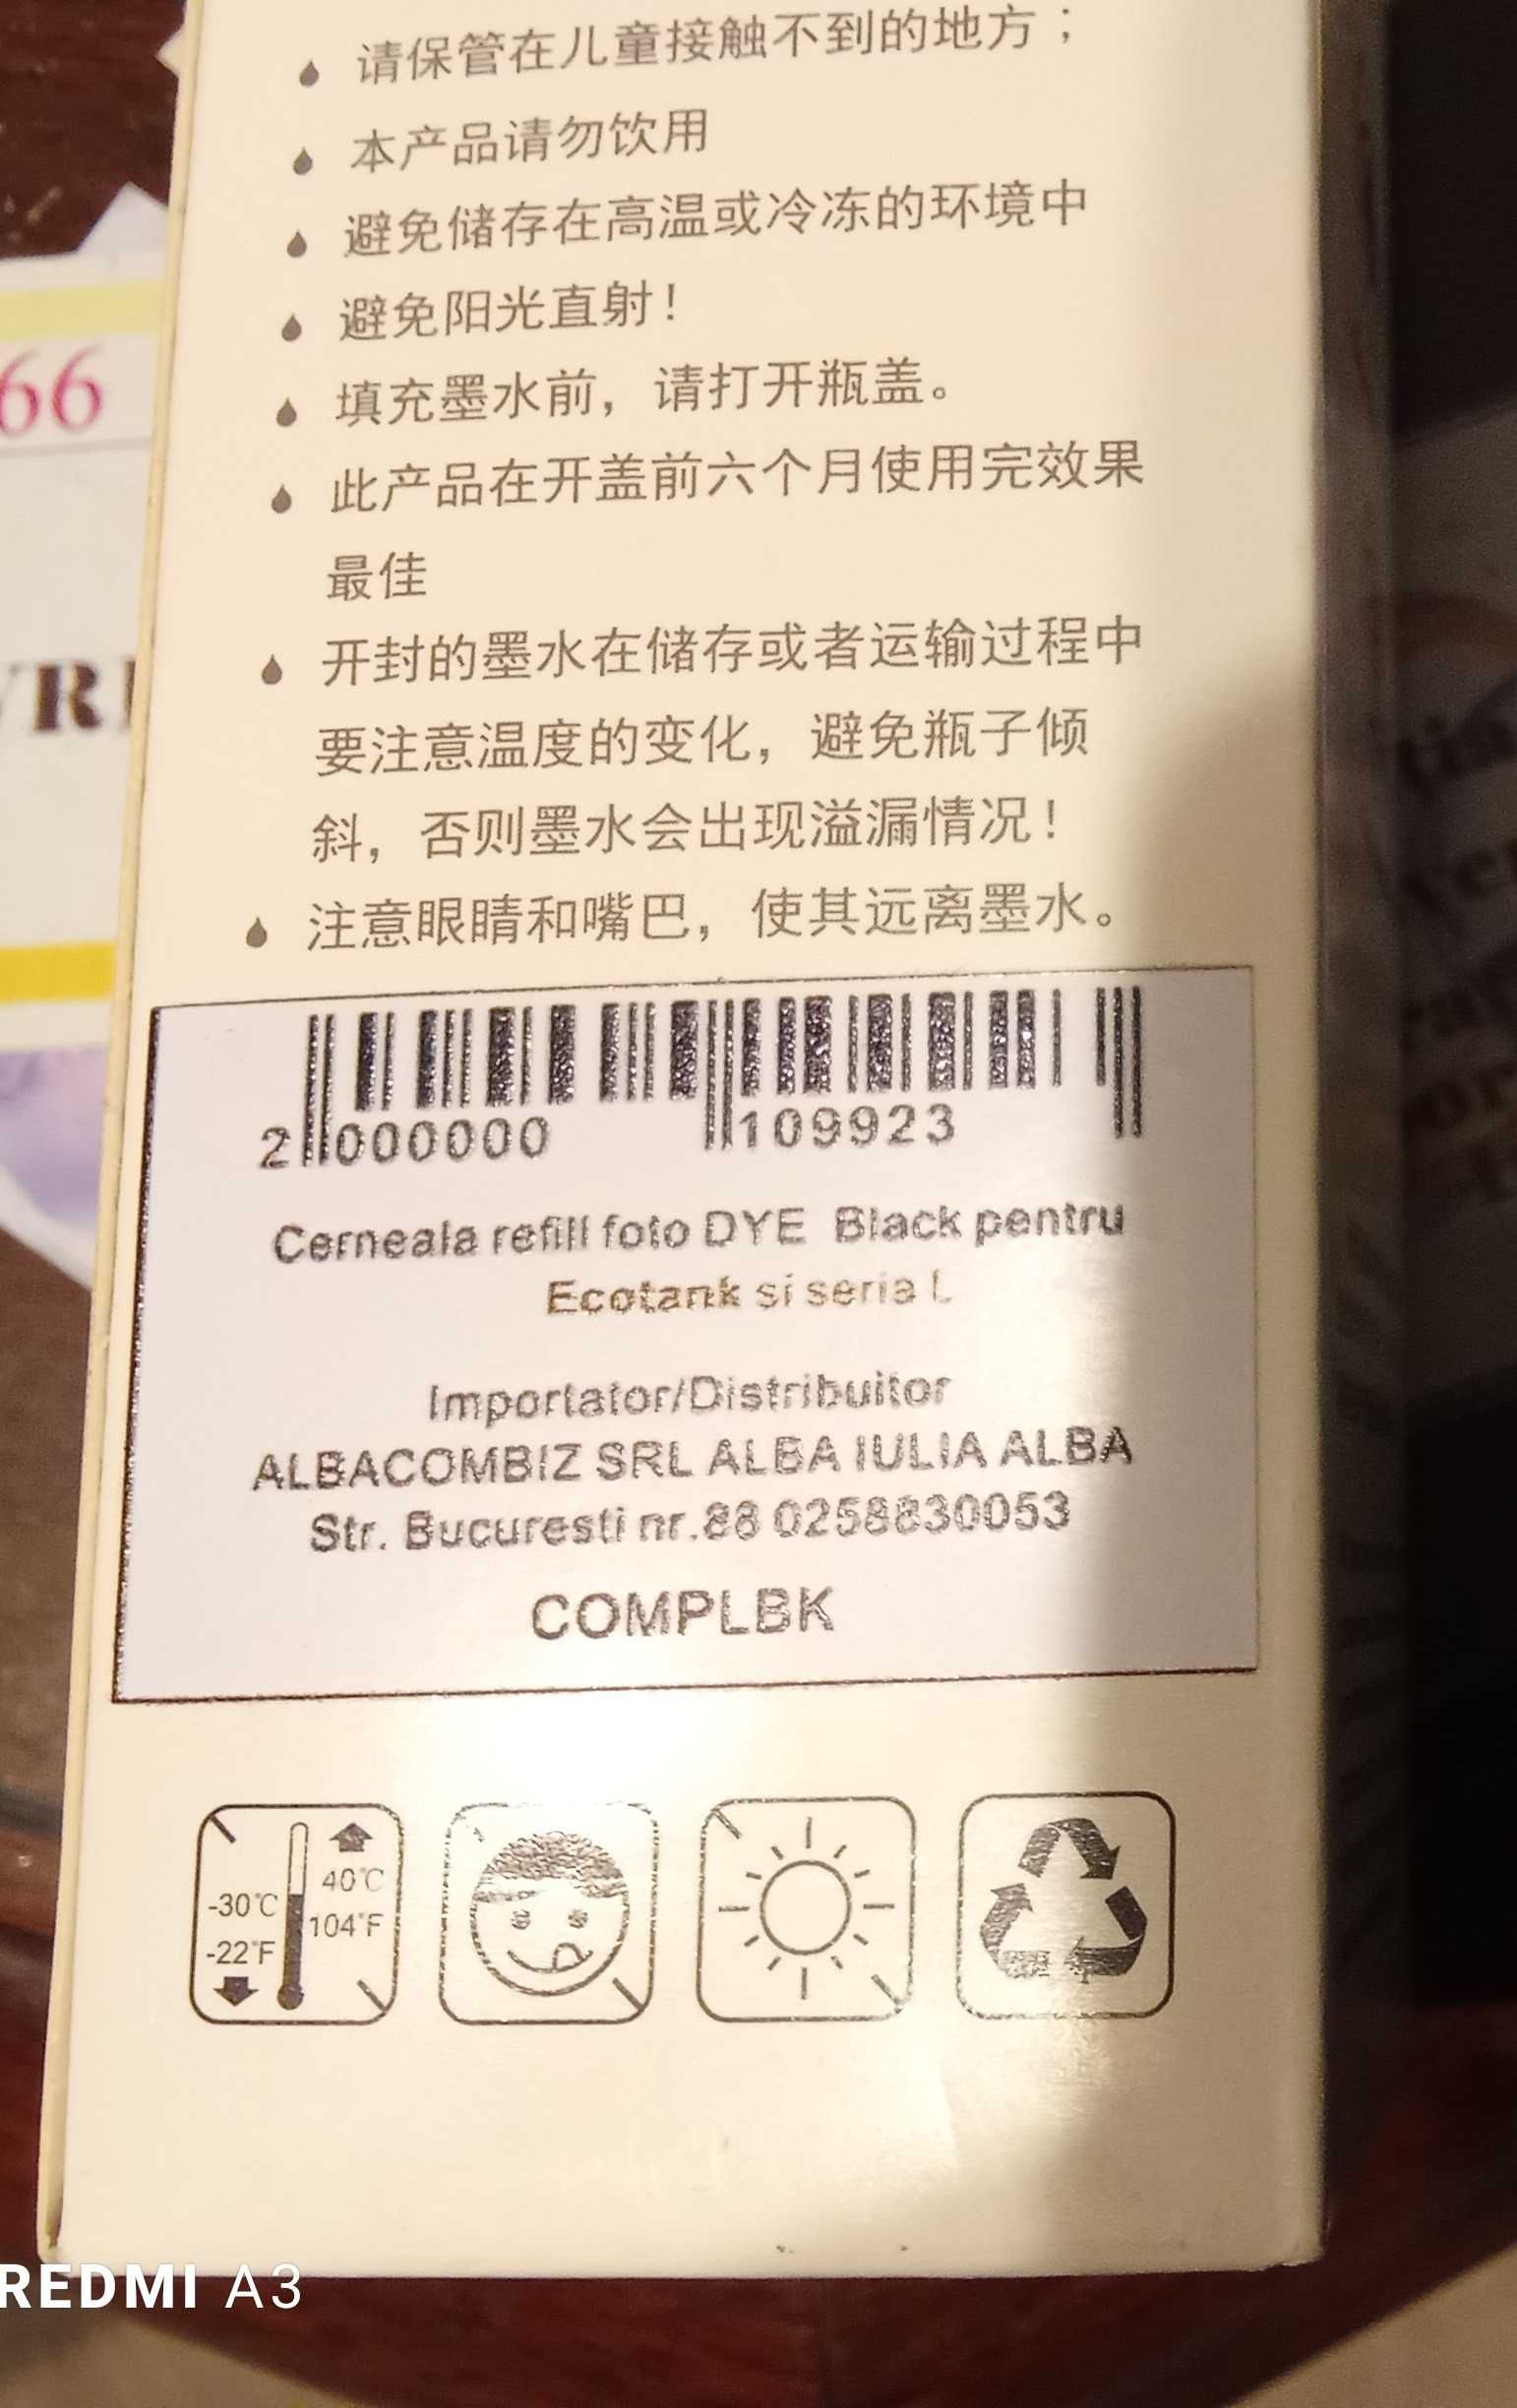 请保管在儿童接触不到的地方；
本产品请勿饮用
避免储存在高温或冷冻的环境中
避免阳光直射！
填充墨水前，请打开瓶盖。
此产品在开盖前六个月使用完效果
最佳
开封的墨水在储存或者运输过程中
要注意温度的变化，避免瓶子倾
斜，否则墨水会出现溢漏情况！
注意眼睛和嘴巴，使其远离墨水。
66
2 000000 109923
Cerneala refill foto DYE Black pentru
Ecotank si seria L
Importator/Distribuitor
ALBACOMBIZ SRL ALBA IULIA ALBA
Str. Bucuresti nr.88 0258830053
COMPLBK
40℃
-30℃
104°F
-22°F
REDMI A3